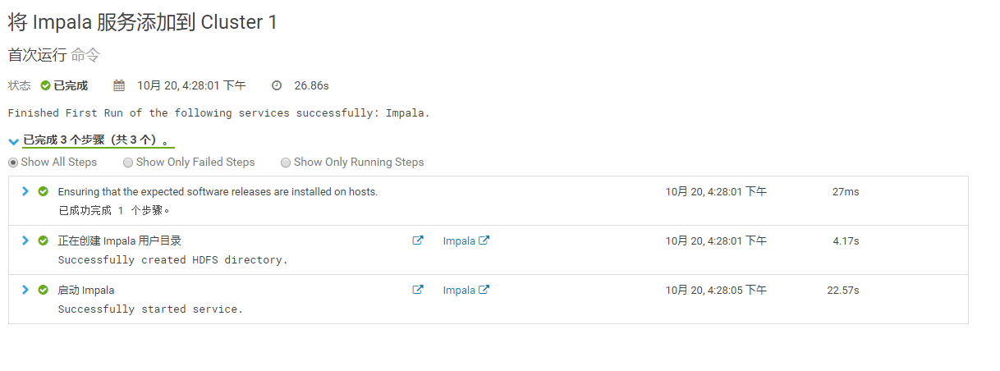 将 Impala 服务添加到 Cluster 1
首次运行 命令
状态 已完成 10月 20, 4:28:01 下午 26.86s
Finished First Run of the following services successfully: Impala.
已完成 3 个步骤（共 3 个）。
Show All Steps Show Only Failed Steps Show Only Running Steps
Ensuring that the expected software releases are installed on hosts. 10月 20, 4:28:01 下午 27ms
已成功完成 1 个步骤。
正在创建 Impala 用户目录 Impala 10月 20, 4:28:01 下午 4.17s
Successfully created HDFS directory.
启动 Impala Impala 10月 20, 4:28:05 下午 22.57s
Successfully started service.